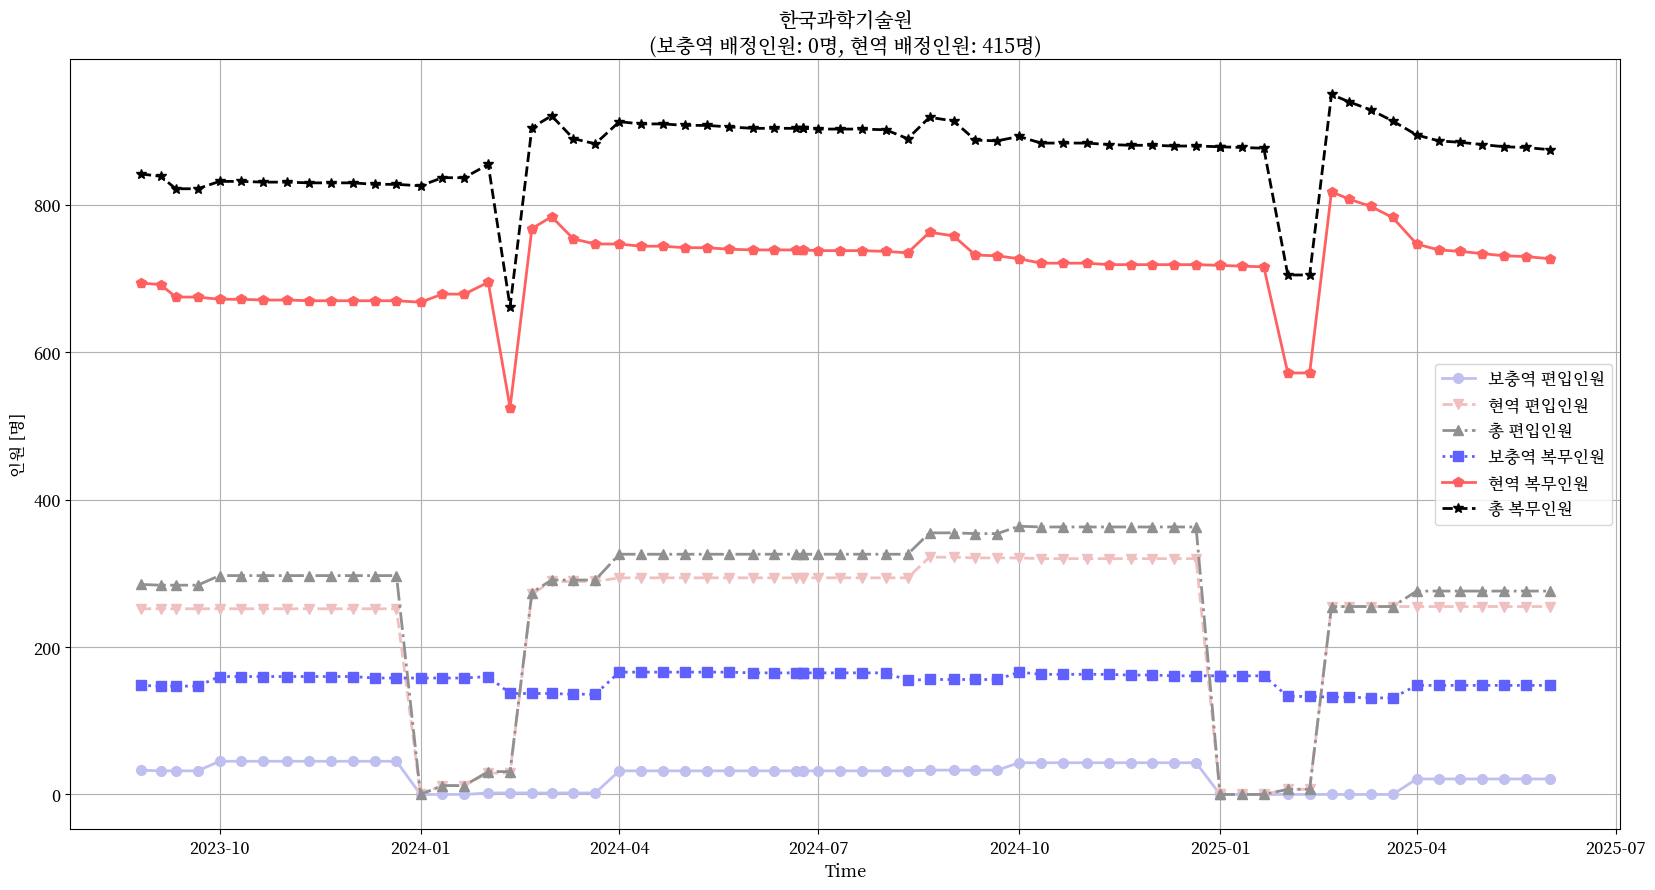 한국과학기술원
(보충역 배정인원: 0명, 현역 배정인원: 415명)
인원 [명]
800
600
400
200
0
보충역 편입인원
현역 편입인원
총 편입인원
보충역 복무인원
현역 복무인원
총 복무인원
2023-10
2024-01
2024-04
2024-07
2024-10
2025-01
2025-04
2025-07
Time